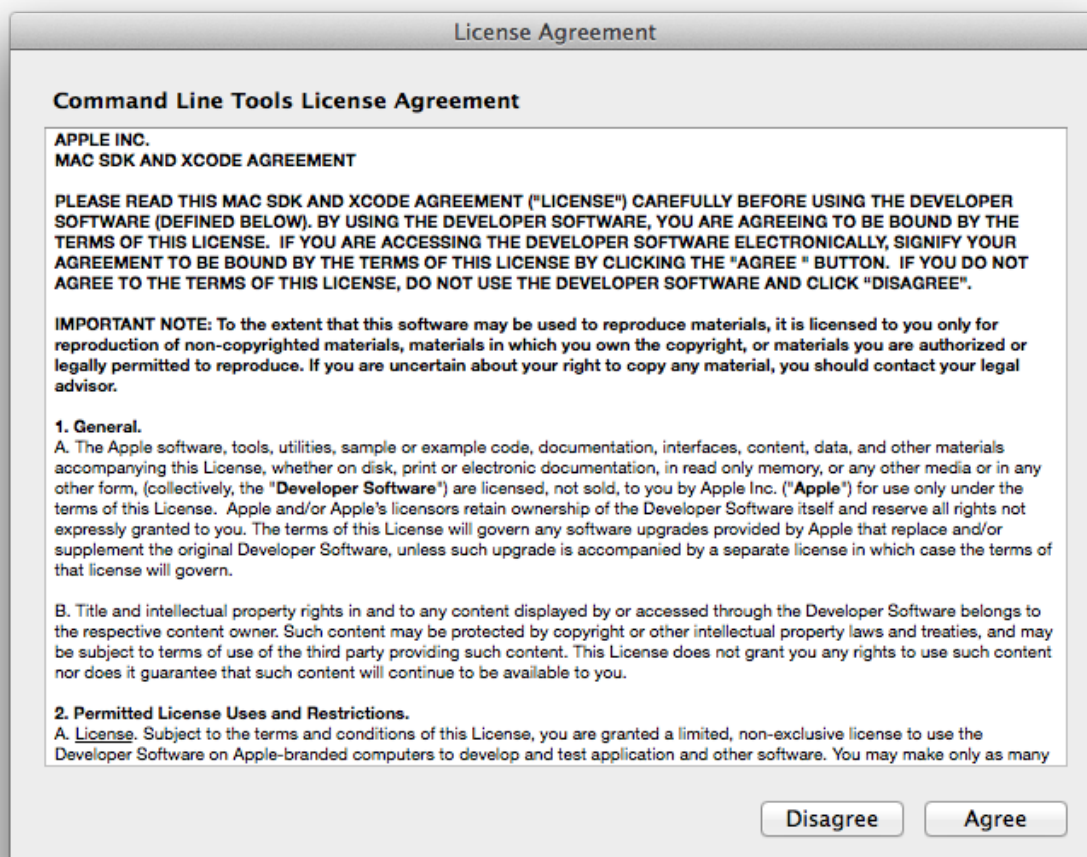 License Agreement
Command Line Tools License Agreement
APPLE INC.
MAC SDK AND XCODE AGREEMENT
PLEASE READ THIS MAC SDK AND XCODE AGREEMENT ("LICENSE") CAREFULLY BEFORE USING THE DEVELOPER
SOFTWARE (DEFINED BELOW). BY USING THE DEVELOPER SOFTWARE, YOU ARE AGREEING TO BE BOUND BY THE
TERMS OF THIS LICENSE.  IF YOU ARE ACCESSING THE DEVELOPER SOFTWARE ELECTRONICALLY, SIGNIFY YOUR
AGREEMENT TO BE BOUND BY THE TERMS OF THIS LICENSE BY CLICKING THE "AGREE " BUTTON.  IF YOU DO NOT
AGREE TO THE TERMS OF THIS LICENSE, DO NOT USE THE DEVELOPER SOFTWARE AND CLICK “DISAGREE”.
IMPORTANT NOTE: To the extent that this software may be used to reproduce materials, it is licensed to you only for
reproduction of non-copyrighted materials, materials in which you own the copyright, or materials you are authorized or
legally permitted to reproduce. If you are uncertain about your right to copy any material, you should contact your legal
advisor.
1. General.
A. The Apple software, tools, utilities, sample or example code, documentation, interfaces, content, data, and other materials
accompanying this License, whether on disk, print or electronic documentation, in read only memory, or any other media or in any
other form, (collectively, the "Developer Software") are licensed, not sold, to you by Apple Inc. ("Apple") for use only under the
terms of this License.  Apple and/or Apple’s licensors retain ownership of the Developer Software itself and reserve all rights not
expressly granted to you. The terms of this License will govern any software upgrades provided by Apple that replace and/or
supplement the original Developer Software, unless such upgrade is accompanied by a separate license in which case the terms of
that license will govern.
B. Title and intellectual property rights in and to any content displayed by or accessed through the Developer Software belongs to
the respective content owner. Such content may be protected by copyright or other intellectual property laws and treaties, and may
be subject to terms of use of the third party providing such content. This License does not grant you any rights to use such content
nor does it guarantee that such content will continue to be available to you.
2. Permitted License Uses and Restrictions.
A. License. Subject to the terms and conditions of this License, you are granted a limited, non-exclusive license to use the
Developer Software on Apple-branded computers to develop and test application and other software. You may make only as many
Disagree
Agree